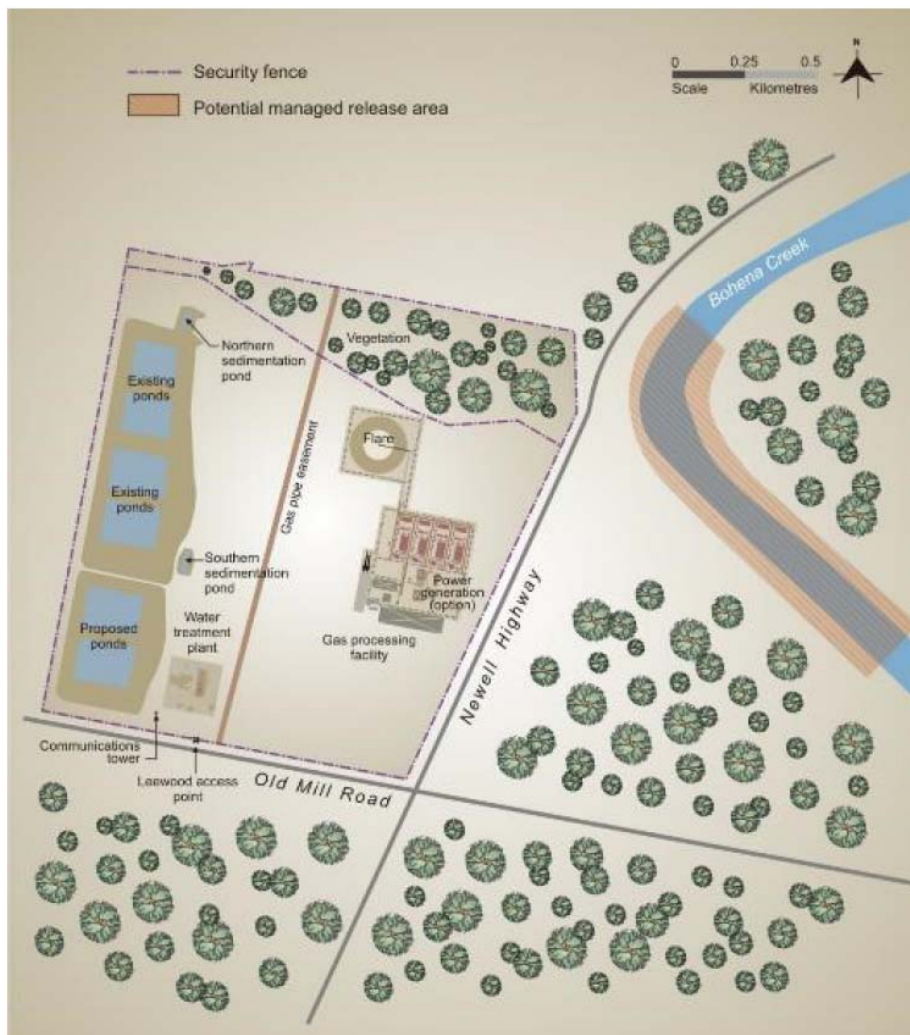 N
0 0.25 0.5
Scale Kilometres
Security fence
Potential managed release area
Bohena Creek
Northern
sedimentation
pond
Vegetation
Existing
ponds
Flare
Gas pipe easement
Existing
ponds
Southern
sedimentation
pond
Power
generation
(option)
Newell Highway
Proposed
ponds
Water
treatment
plant
Gas processing
facility
Communications
tower
Leewood access
point
Old Mill Road